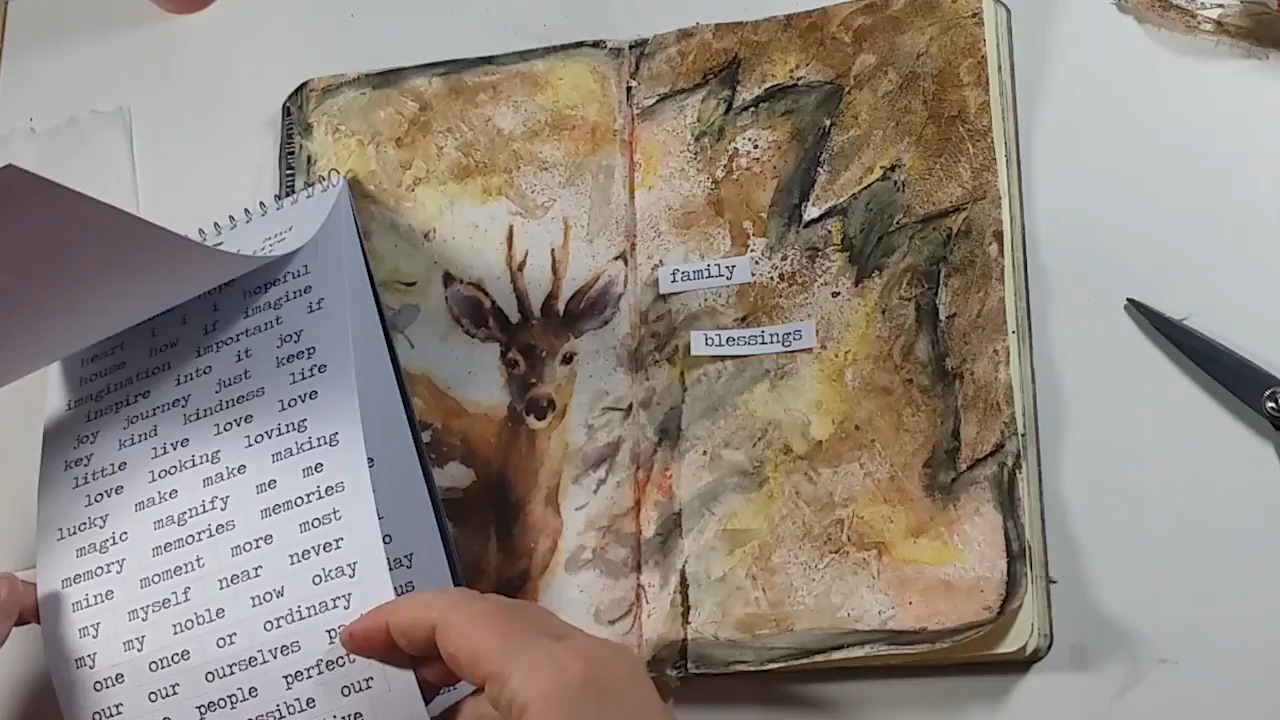 and
hope
heart i i i hopeful
house how if imagine
imagination important if
inspire into it joy
joy journey just keep
key kind kindness life
little live love love
love looking loving
lucky make make making
magic magnify me me
memory memories memories
mine moment more most
my myself near never
my my noble now okay
one once or ordinary
our our ourselves
people perfect
our
family
blessings